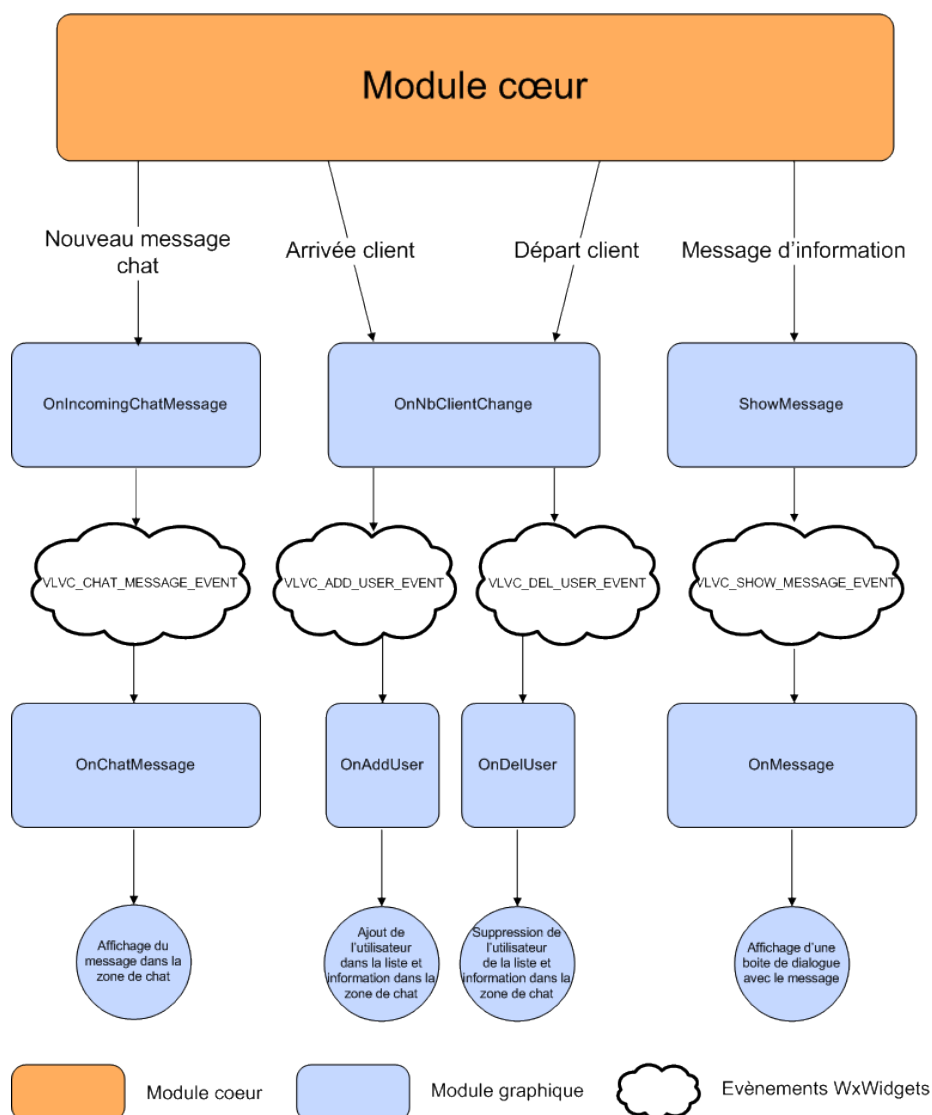 Module cœur
Nouveau message
chat
Arrivée client
Départ client
Message d'information
OnIncomingChatMessage
OnNbClientChange
ShowMessage
VLVC_CHAT_MESSAGE_EVENT
VLVC_ADD_USER_EVENT
VLVC_DEL_USER_EVENT
VLVC_SHOW_MESSAGE_EVENT
OnChatMessage
OnAddUser
OnDelUser
OnMessage
Affichage du
message dans la
zone de chat
Ajout de
l'utilisateur
dans la liste et
information dans la
zone de chat
Suppression de
l'utilisateur
de la liste et
information dans la
zone de chat
Affichage d'une
boite de dialogue
avec le message
Module coeur
Module graphique
Evènements WxWidgets